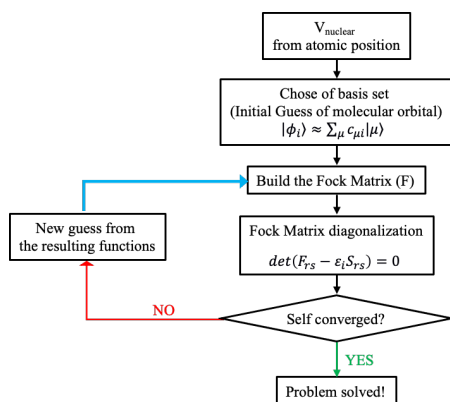 V_nuclear
from atomic position
Chose of basis set
(Initial Guess of molecular orbital)
|ϕ_i⟩ ≈ ∑_μ c_μi|μ⟩
Build the Fock Matrix (F)
New guess from
the resulting functions
Fock Matrix diagonalization
det(F_rs − ε_iS_rs) = 0
NO
Self converged?
YES
Problem solved!